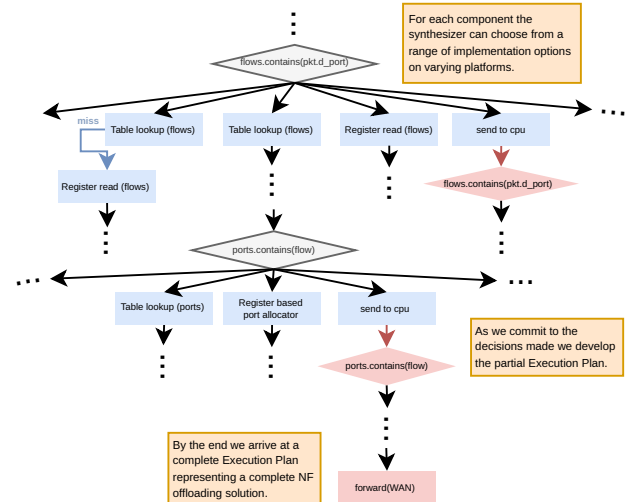 For each component the
synthesizer can choose from a
range of implementation options
on varying platforms.
flows.contains(pkt.d_port)
miss
Table lookup (flows)
Table lookup (flows)
Register read (flows)
send to cpu
Register read (flows)
flows.contains(pkt.d_port)
ports.contains(flow)
Table lookup (ports)
Register based
port allocator
send to cpu
As we commit to the
decisions made we develop
the partial Execution Plan.
ports.contains(flow)
By the end we arrive at a
complete Execution Plan
representing a complete NF
offloading solution.
forward(WAN)